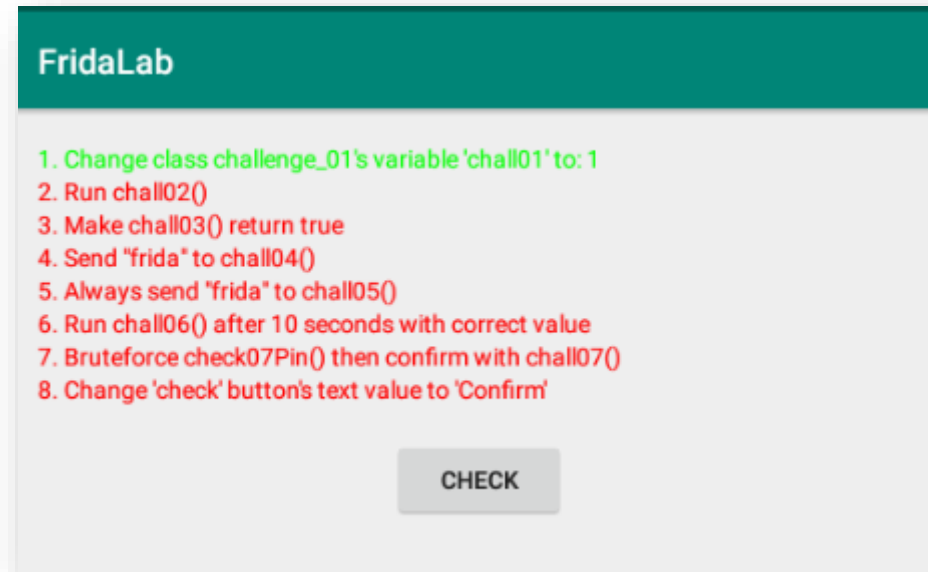 FridaLab
1. Change class challenge_01's variable 'chall01' to: 1
2. Run chall02()
3. Make chall03() return true
4. Send "frida" to chall04()
5. Always send "frida" to chall05()
6. Run chall06() after 10 seconds with correct value
7. Bruteforce check07Pin() then confirm with chall07()
8. Change 'check' button's text value to 'Confirm'
CHECK